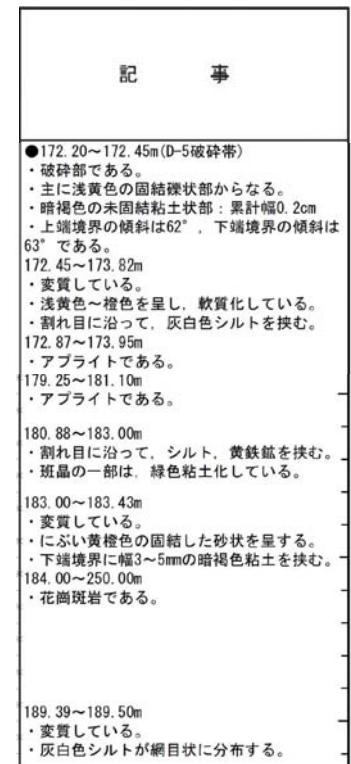 記 事
●172.20～172.45m(D-5破砕帯)
・破砕部である。
・主に浅黄色の固結礫状部からなる。
・暗褐色の未固結粘土状部：累計幅0.2cm
・上端境界の傾斜は62°，下端境界の傾斜は
63°である。
172.45～173.82m
・変質している。
・浅黄色～橙色を呈し，軟質化している。
・割れ目に沿って，灰白色シルトを挟む。
172.87～173.95m
・アプライトである。
179.25～181.10m
・アプライトである。
180.88～183.00m
・割れ目に沿って，シルト，黄鉄鉱を挟む。
・斑晶の一部は，緑色粘土化している。
183.00～183.43m
・変質している。
・にぶい黄橙色の固結した砂状を呈する。
・下端境界に幅3～5mmの暗褐色粘土を挟む。
184.00～250.00m
・花崗斑岩である。
189.39～189.50m
・変質している。
・灰白色シルトが網目状に分布する。